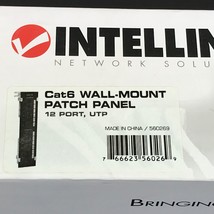 INTELLIN
NETWORK SOLU
Cat6 WALL-MOUNT
PATCH PANEL
12 PORT, UTP
MADE IN CHINA / 560269
7 66623 56026 9
BRINGING